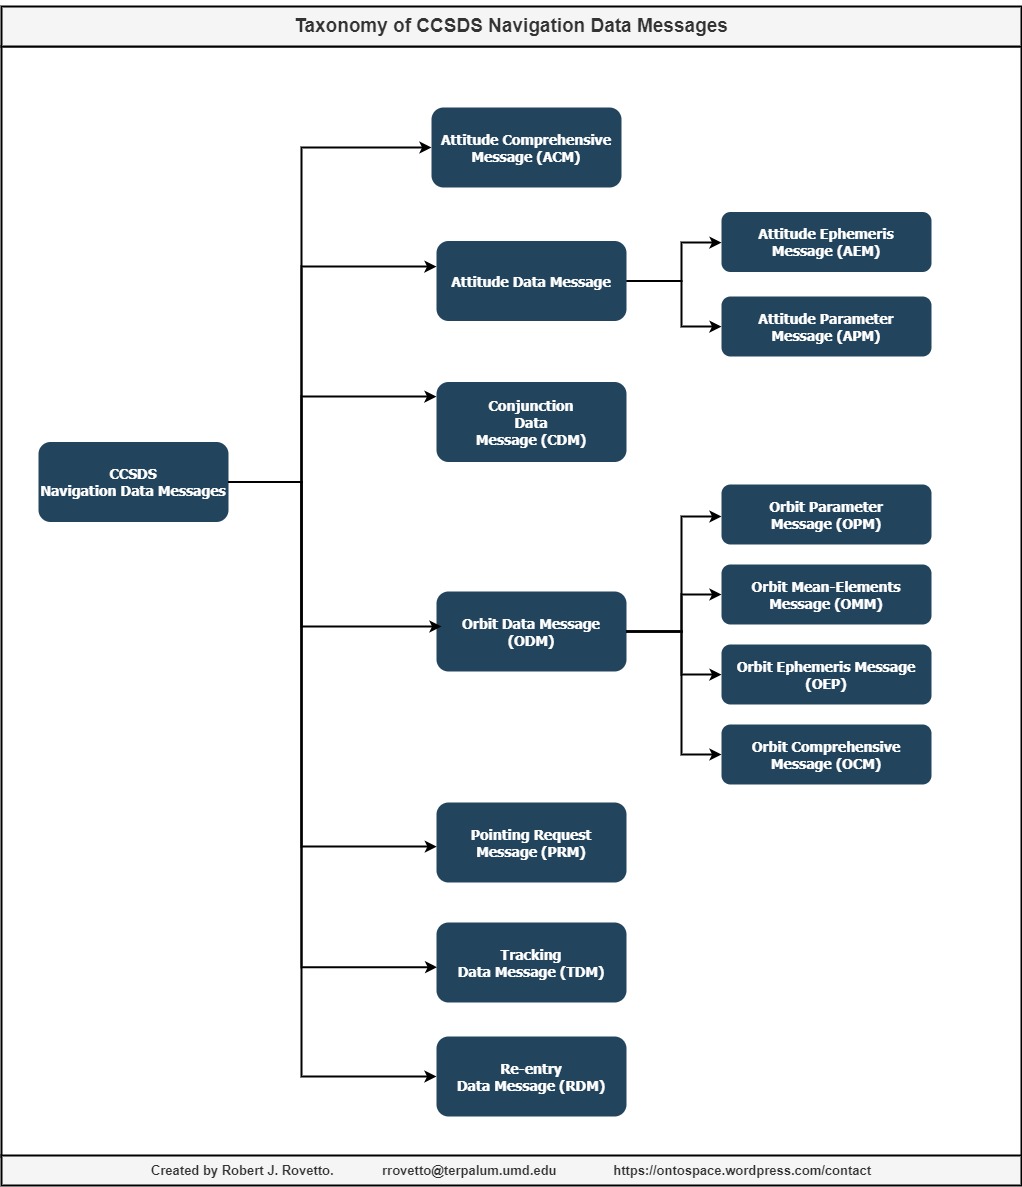 Taxonomy of CCSDS Navigation Data Messages
Attitude Comprehensive
Message (ACM)
Attitude Data Message
Attitude Ephemeris
Message (AEM)
Attitude Parameter
Message (APM)
Conjunction
Data
Message (CDM)
CCSDS
Navigation Data Messages
Orbit Data Message
(ODM)
Orbit Parameter
Message (OPM)
Orbit Mean-Elements
Message (OMM)
Orbit Ephemeris Message
(OEP)
Orbit Comprehensive
Message (OCM)
Pointing Request
Message (PRM)
Tracking
Data Message (TDM)
Re-entry
Data Message (RDM)
Created by Robert J. Rovetto. rrovetto@terpalum.umd.edu https://ontospace.wordpress.com/contact